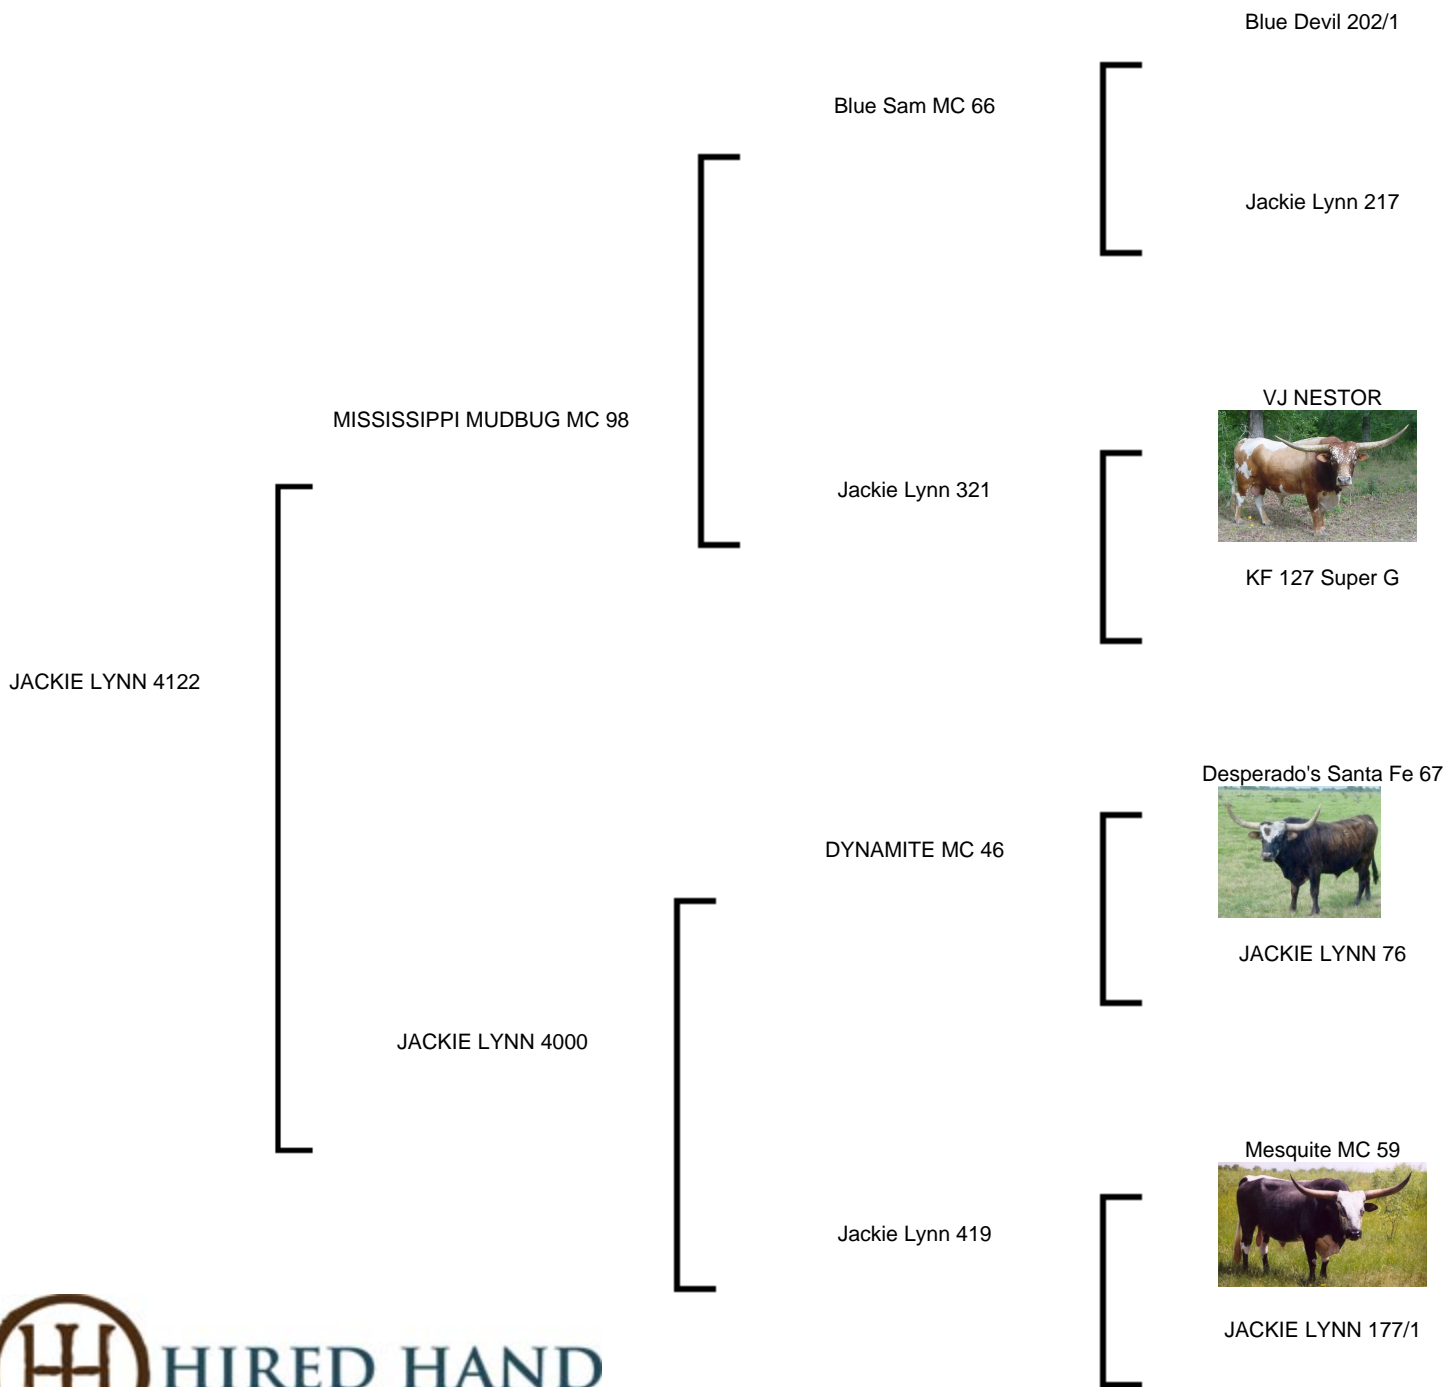 Blue Devil 202/1
Blue Sam MC 66
Jackie Lynn 217
VJ NESTOR
MISSISSIPPI MUDBUG MC 98
Jackie Lynn 321
KF 127 Super G
JACKIE LYNN 4122
Desperado's Santa Fe 67
DYNAMITE MC 46
JACKIE LYNN 76
JACKIE LYNN 4000
Mesquite MC 59
Jackie Lynn 419
JACKIE LYNN 177/1
HIRED HAND